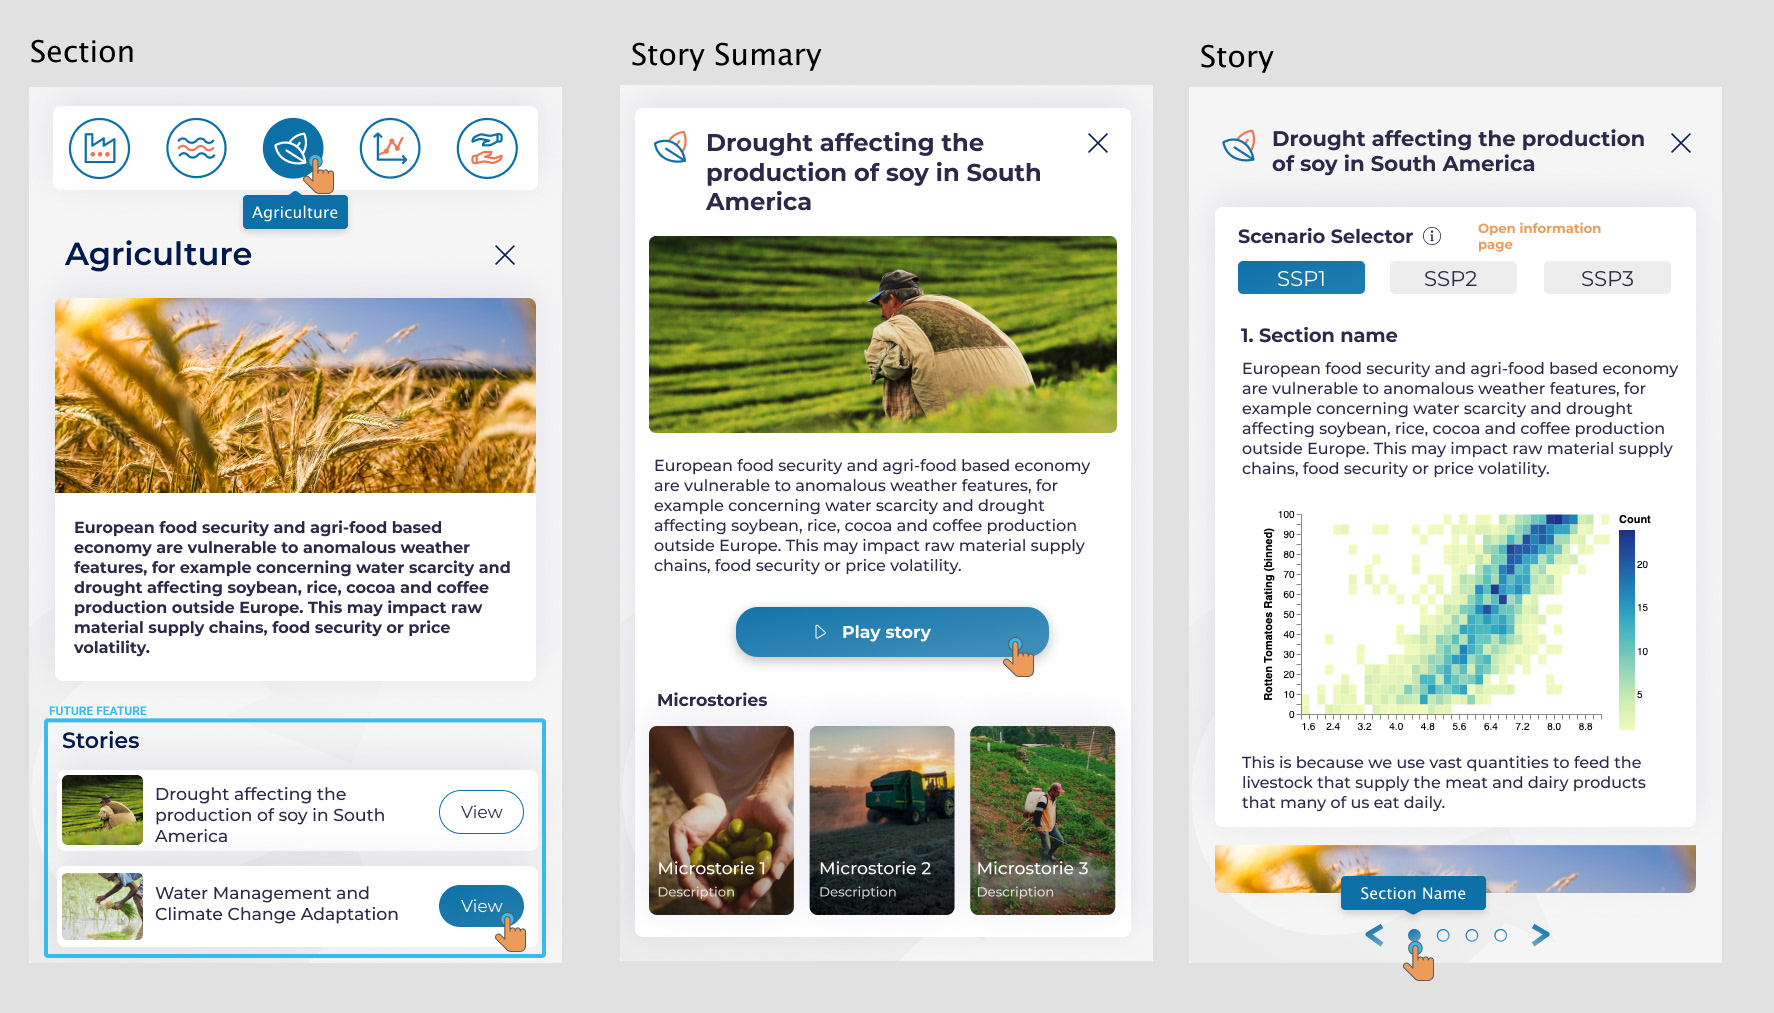 Section
Agriculture
Agriculture
European food security and agri-food based
economy are vulnerable to anomalous weather
features, for example concerning water scarcity and
drought affecting soybean, rice, cocoa and coffee
production outside Europe. This may impact raw
material supply chains, food security or price
volatility.
FUTURE FEATURE
Stories
Drought affecting the
production of soy in South
America
View
Water Management and
Climate Change Adaptation
View
Story Sumary
Drought affecting the
production of soy in South
America
European food security and agri-food based economy
are vulnerable to anomalous weather features, for
example concerning water scarcity and drought
affecting soybean, rice, cocoa and coffee production
outside Europe. This may impact raw material supply
chains, food security or price volatility.
Play story
Microstories
Microstorie 1
Description
Microstorie 2
Description
Microstorie 3
Description
Story
Drought affecting the production
of soy in South America
Scenario Selector
Open information
page
SSP1
SSP2
SSP3
1. Section name
European food security and agri-food based economy
are vulnerable to anomalous weather features, for
example concerning water scarcity and drought
affecting soybean, rice, cocoa and coffee production
outside Europe. This may impact raw material supply
chains, food security or price volatility.
Rotten Tomatoes Rating (binned)
100
90
80
70
60
50
40
30
20
10
0
1.6 2.4 3.2 4.0 4.8 5.6 6.4 7.2 8.0 8.8
Count
20
15
10
5
This is because we use vast quantities to feed the
livestock that supply the meat and dairy products
that many of us eat daily.
Section Name